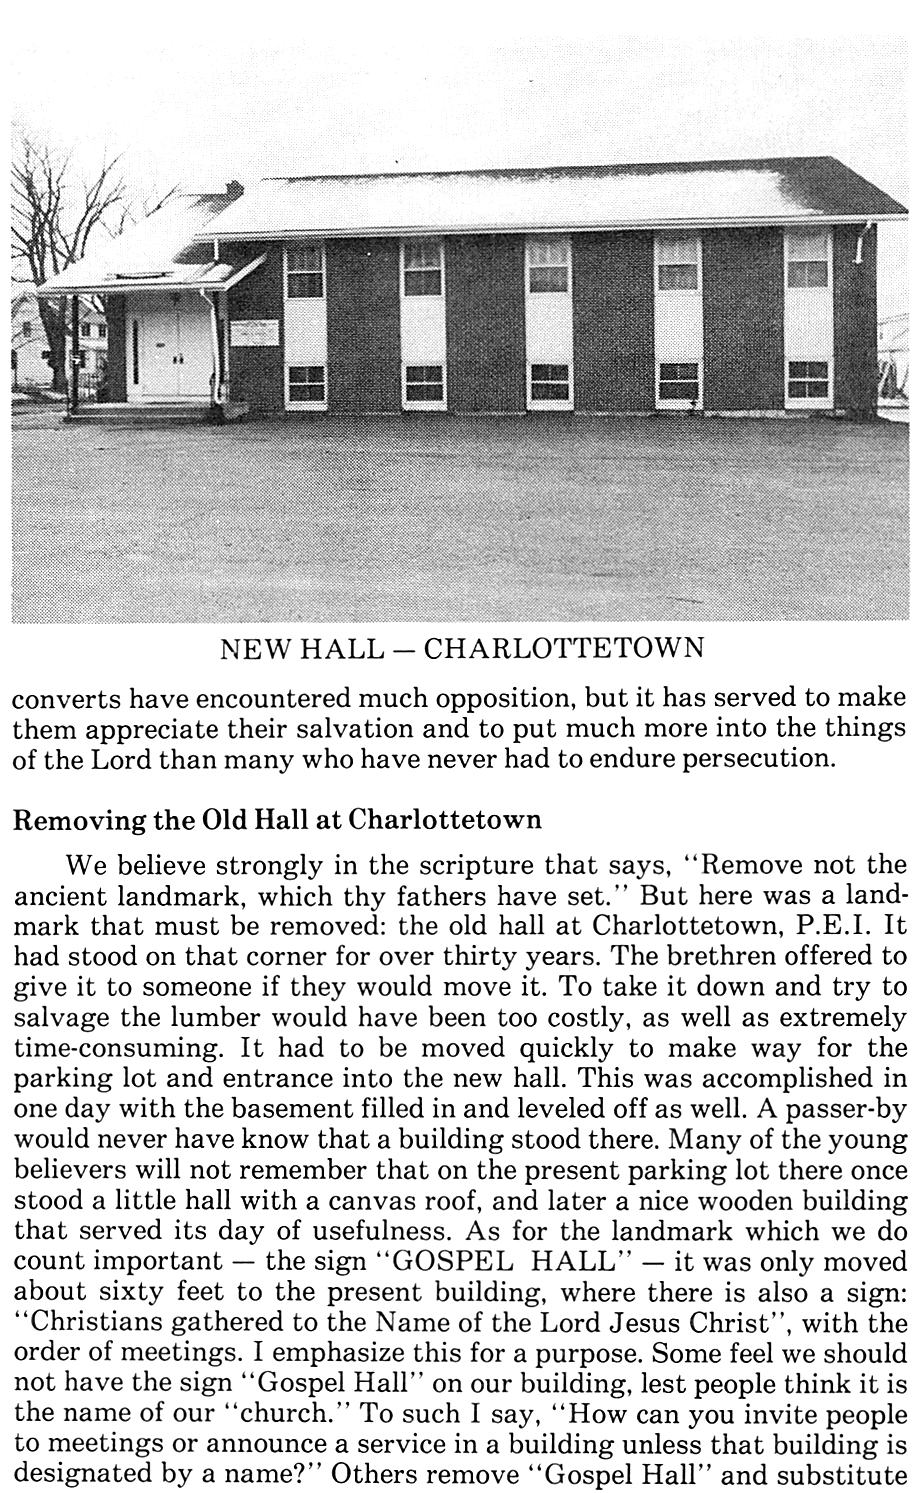 NEW HALL — CHARLOTTETOWN
converts have encountered much opposition, but it has served to make
them appreciate their salvation and to put much more into the things
of the Lord than many who have never had to endure persecution.
Removing the Old Hall at Charlottetown
We believe strongly in the scripture that says, "Remove not the
ancient landmark, which thy fathers have set." But here was a land-
mark that must be removed: the old hall at Charlottetown, P.E.I. It
had stood on that corner for over thirty years. The brethren offered to
give it to someone if they would move it. To take it down and try to
salvage the lumber would have been too costly, as well as extremely
time-consuming. It had to be moved quickly to make way for the
parking lot and entrance into the new hall. This was accomplished in
one day with the basement filled in and leveled off as well. A passer-by
would never have know that a building stood there. Many of the young
believers will not remember that on the present parking lot there once
stood a little hall with a canvas roof, and later a nice wooden building
that served its day of usefulness. As for the landmark which we do
count important — the sign "GOSPEL HALL" — it was only moved
about sixty feet to the present building, where there is also a sign:
"Christians gathered to the Name of the Lord Jesus Christ", with the
order of meetings. I emphasize this for a purpose. Some feel we should
not have the sign "Gospel Hall" on our building, lest people think it is
the name of our "church." To such I say, "How can you invite people
to meetings or announce a service in a building unless that building is
designated by a name?" Others remove "Gospel Hall" and substitute